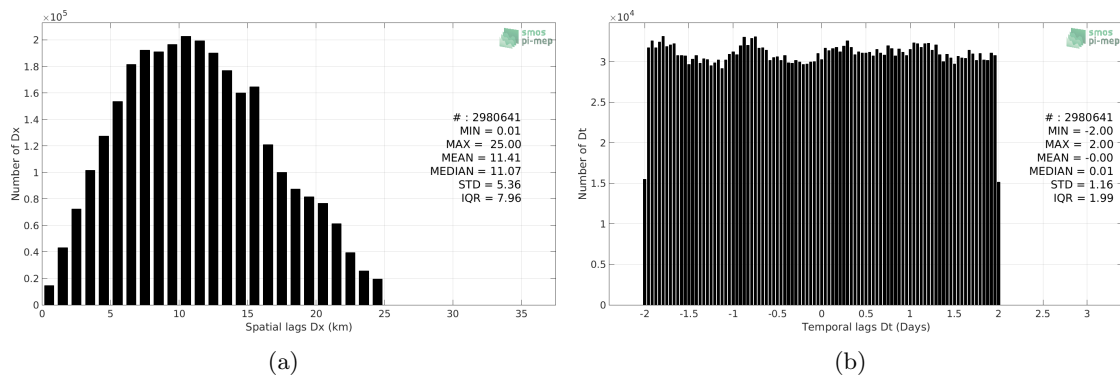 ×10⁵
2
1.8
1.6
1.4
1.2
1
0.8
0.6
0.4
0.2
0
Number of Dx
0 5 10 15 20 25 30 35
Spatial lags Dx (km)
smos
pi-mep
# : 2980641
MIN = 0.01
MAX = 25.00
MEAN = 11.41
MEDIAN = 11.07
STD = 5.36
IQR = 7.96
(a)
×10⁴
3
2.5
2
1.5
1
0.5
0
Number of Dt
-2 -1.5 -1 -0.5 0 0.5 1 1.5 2 2.5 3
Temporal lags Dt (Days)
smos
pi-mep
# : 2980641
MIN = -2.00
MAX = 2.00
MEAN = -0.00
MEDIAN = 0.01
STD = 1.16
IQR = 1.99
(b)